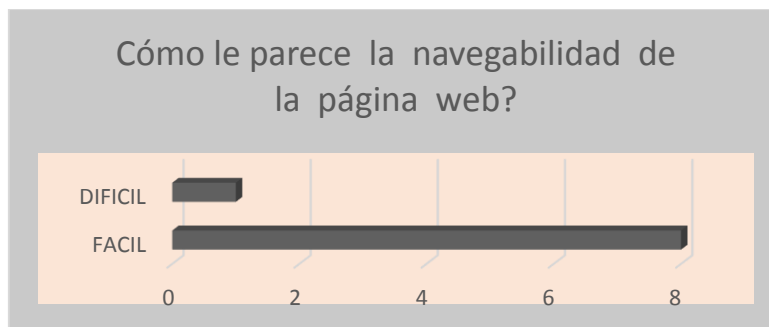 Cómo le parece la navegabilidad de
la página web?
DIFICIL
FACIL
0 2 4 6 8